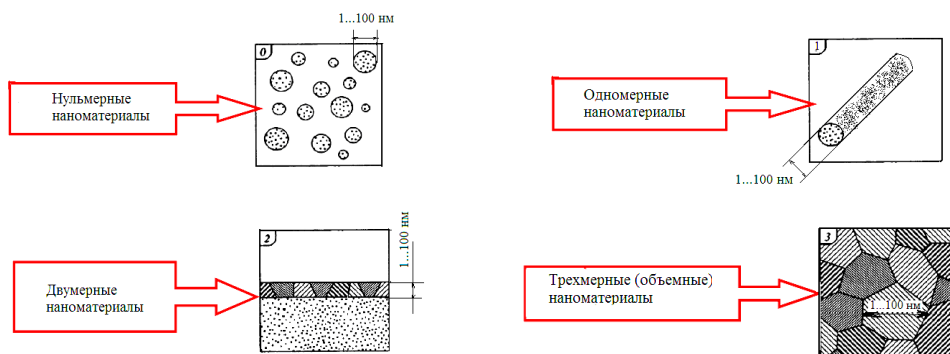 1...100 нм
0
Нульмерные
наноматериалы
1
Одномерные
наноматериалы
1...100 нм
2
1...100 нм
Двумерные
наноматериалы
3
Трехмерные (объемные)
наноматериалы
1...100 нм